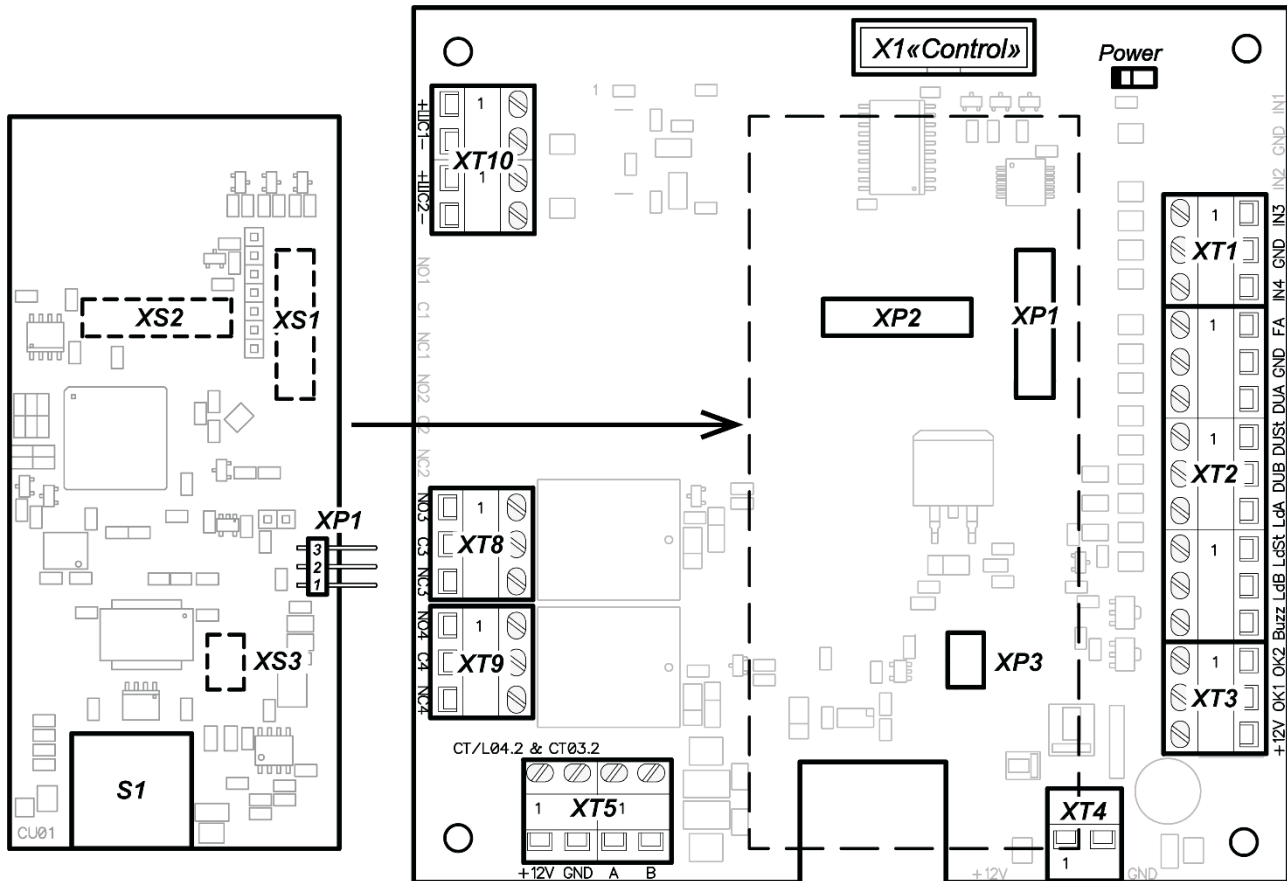 X1«Control»
Power
XS2
XS1
XP1
3
2
1
XS3
S1
CU01
+ШС1-
+ШС2-
1
XT10
1
1
NO1 C1 NC1 NO2 C2 NC2
XP2
XP1
IN2 GND IN1
1
XT1
IN4 GND IN3
1
1
XT2
1
Buzz LdB LdSt LdA DUB DUSt DUA GND FA
NO3 C3 NC3
1
XT8
NO4 C4 NC4
1
XT9
XP3
1
XT3
+12V OK1 OK2
CT/L04.2 & CT03.2
1 XT5 1
+12V GND A B
XT4
1
+12V
GND